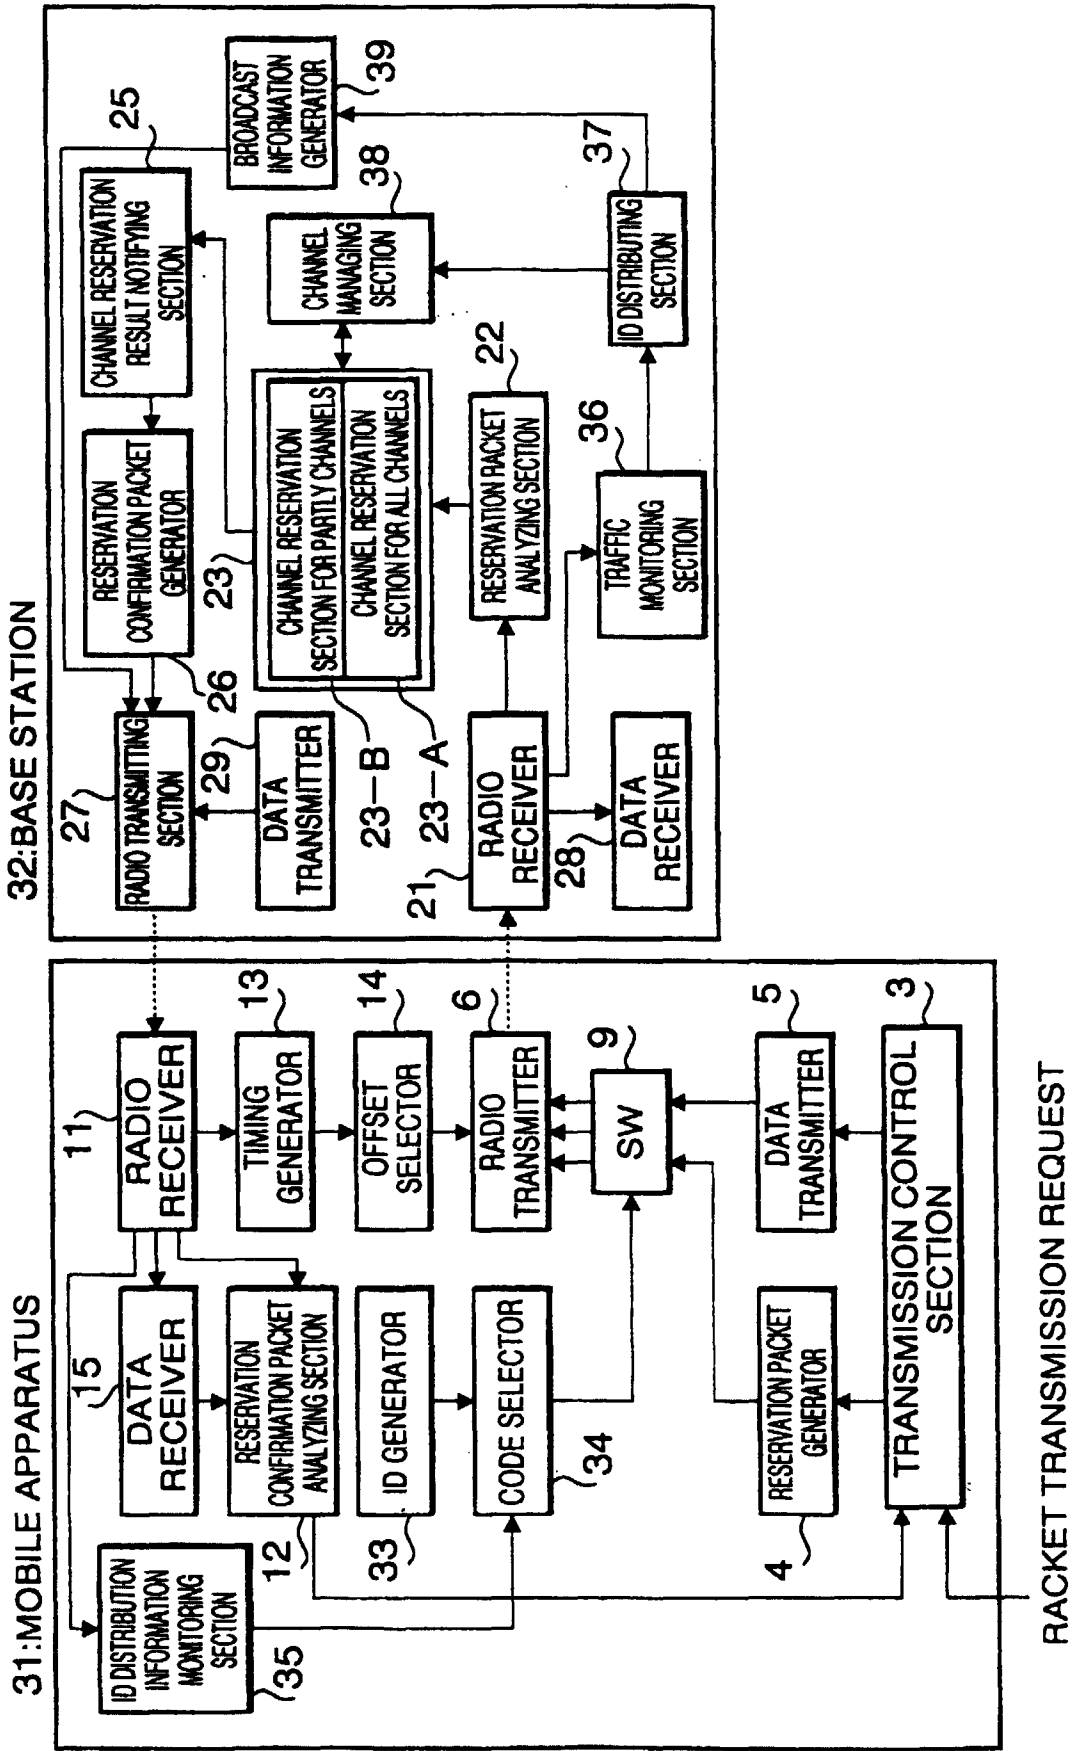 31:MOBILE APPARATUS
32:BASE STATION
ID DISTRIBUTION
INFORMATION
MONITORING
SECTION
35
15
DATA
RECEIVER
11
RADIO
RECEIVER
RESERVATION
CONFIRMATION PACKET
ANALYZING SECTION
12
TIMING
GENERATOR
13
ID GENERATOR
33
OFFSET
SELECTOR
14
CODE SELECTOR
34
RADIO
TRANSMITTER
6
SW
9
RESERVATION PACKET
GENERATOR
4
DATA
TRANSMITTER
5
TRANSMISSION CONTROL
SECTION
3
RACKET TRANSMISSION REQUEST
27
RADIO TRANSMITTING
SECTION
RESERVATION
CONFIRMATION PACKET
GENERATOR
26
CHANNEL RESERVATION
RESULT NOTIFYING
SECTION
25
29
DATA
TRANSMITTER
BROADCAST
INFORMATION
GENERATOR
39
23
CHANNEL RESERVATION
SECTION FOR PARTLY CHANNELS
CHANNEL RESERVATION
SECTION FOR ALL CHANNELS
23-B
23-A
CHANNEL
MANAGING
SECTION
38
21
RADIO
RECEIVER
RESERVATION RACKET
ANALYZING SECTION
22
28
DATA
RECEIVER
TRAFFIC
MONITORING
SECTION
36
ID DISTRIBUTING
SECTION
37